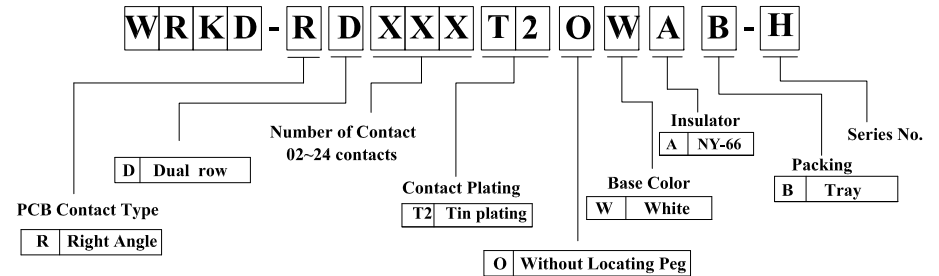 WRKD-RDXXXT2OWAB-H
Number of Contact
02~24 contacts
Insulator
A NY-66
Series No.
D Dual row
Contact Plating
T2 Tin plating
Base Color
W White
Packing
B Tray
PCB Contact Type
R Right Angle
O Without Locating Peg